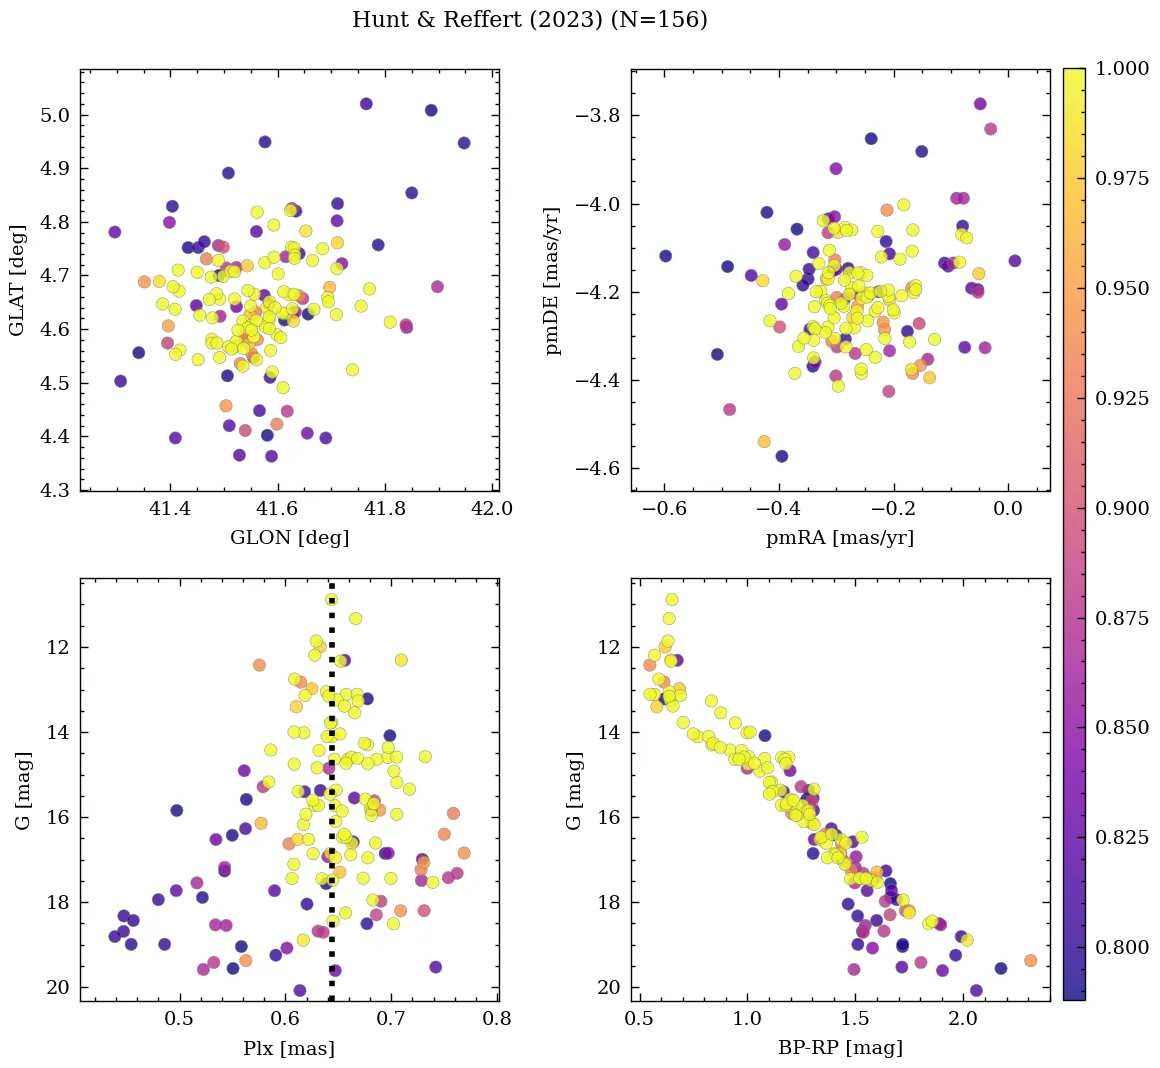 Hunt & Reffert (2023) (N=156)
5.0
4.9
4.8
4.7
4.6
4.5
4.4
4.3
GLAT [deg]
41.4 41.6 41.8 42.0
GLON [deg]
−3.8
−4.0
−4.2
−4.4
−4.6
pmDE [mas/yr]
−0.6 −0.4 −0.2 0.0
pmRA [mas/yr]
12
14
16
18
20
G [mag]
0.5 0.6 0.7 0.8
Plx [mas]
12
14
16
18
20
G [mag]
0.5 1.0 1.5 2.0
BP-RP [mag]
1.000
0.975
0.950
0.925
0.900
0.875
0.850
0.825
0.800